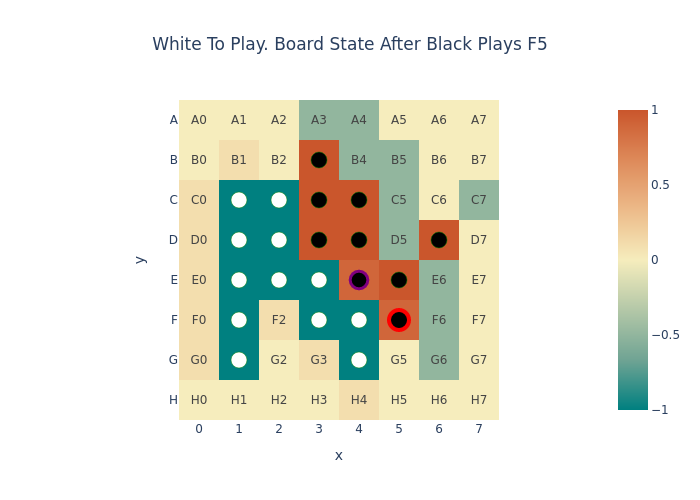 White To Play. Board State After Black Plays F5
A A0 A1 A2 A3 A4 A5 A6 A7
B B0 B1 B2 B4 B5 B6 B7
C C0 C5 C6 C7
D D0 D5 D7
E E0 E6 E7
F F0 F2 F6 F7
G G0 G2 G3 G5 G6 G7
H H0 H1 H2 H3 H4 H5 H6 H7
0 1 2 3 4 5 6 7
x
y
1
0.5
0
−0.5
−1